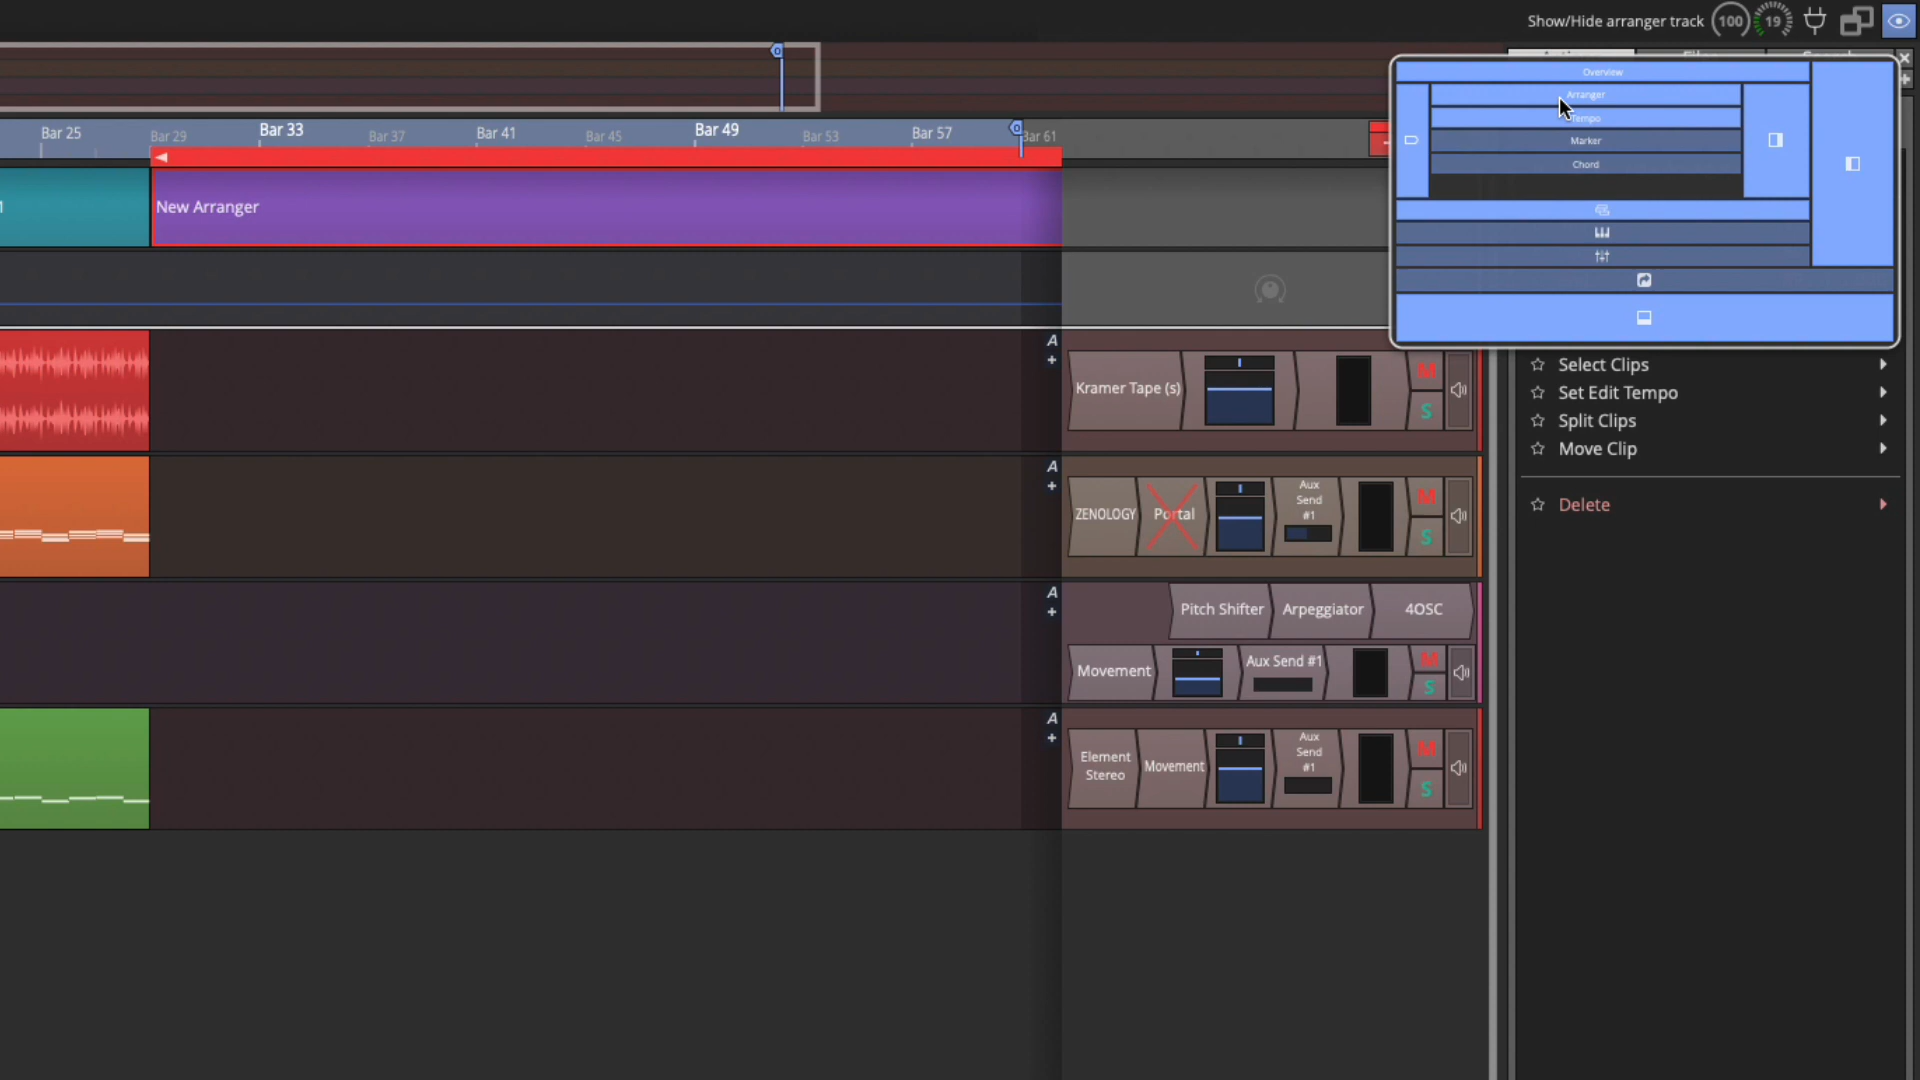 Show/Hide arranger track
100
19
Overview
Arranger
Tempo
Marker
Chord
Bar 25
Bar 29
Bar 33
Bar 37
Bar 41
Bar 45
Bar 49
Bar 53
Bar 57
Bar 61
New Arranger
A
+
Kramer Tape (s)
M
S
Select Clips
Set Edit Tempo
Split Clips
Move Clip
Delete
A
+
ZENOLOGY
Portal
Aux
Send
#1
M
S
A
+
Pitch Shifter
Arpeggiator
4OSC
Movement
Aux Send #1
M
S
A
+
Element
Stereo
Movement
Aux
Send
#1
M
S